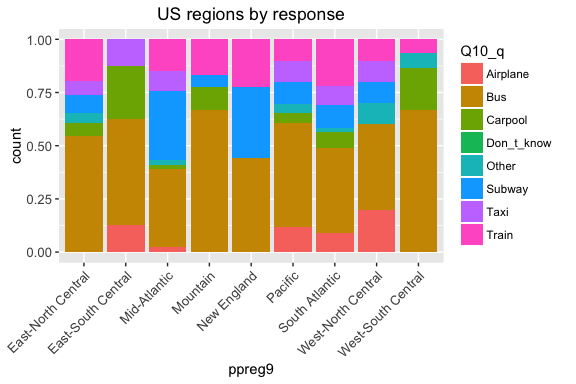 US regions by response
1.00
0.75
0.50
0.25
0.00
count
East-North Central
East-South Central
Mid-Atlantic
Mountain
New England
Pacific
South Atlantic
West-North Central
West-South Central
ppreg9
Q10_q
Airplane
Bus
Carpool
Don_t_know
Other
Subway
Taxi
Train